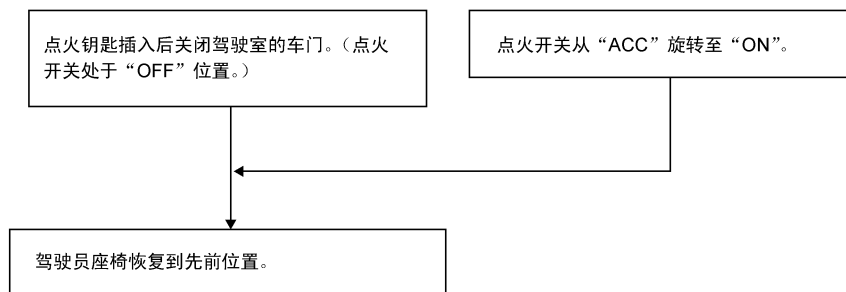 点火钥匙插入后关闭驾驶室的车门。（点火
开关处于“OFF”位置。）
点火开关从“ACC”旋转至“ON”。
驾驶员座椅恢复到先前位置。